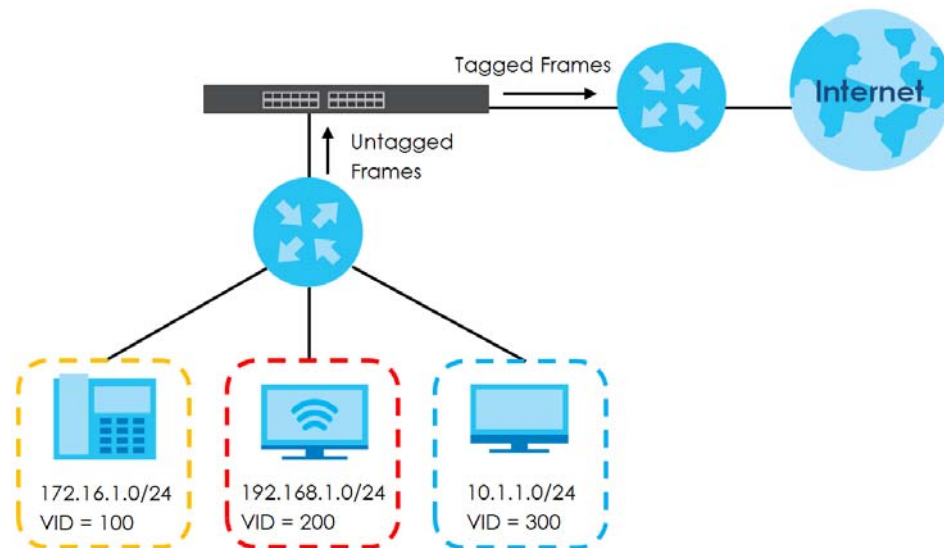 Tagged Frames
Internet
Untagged
Frames
172.16.1.0/24
VID = 100
192.168.1.0/24
VID = 200
10.1.1.0/24
VID = 300